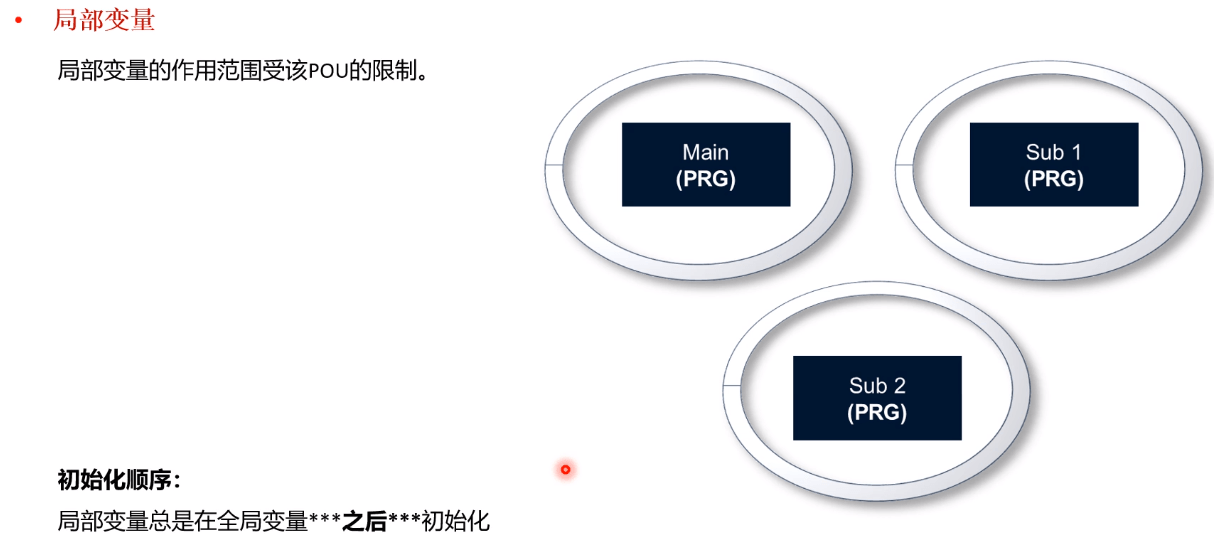 • 局部变量
局部变量的作用范围受该POU的限制。
Main
(PRG)
Sub 1
(PRG)
Sub 2
(PRG)
初始化顺序：
局部变量总是在全局变量***之后***初始化